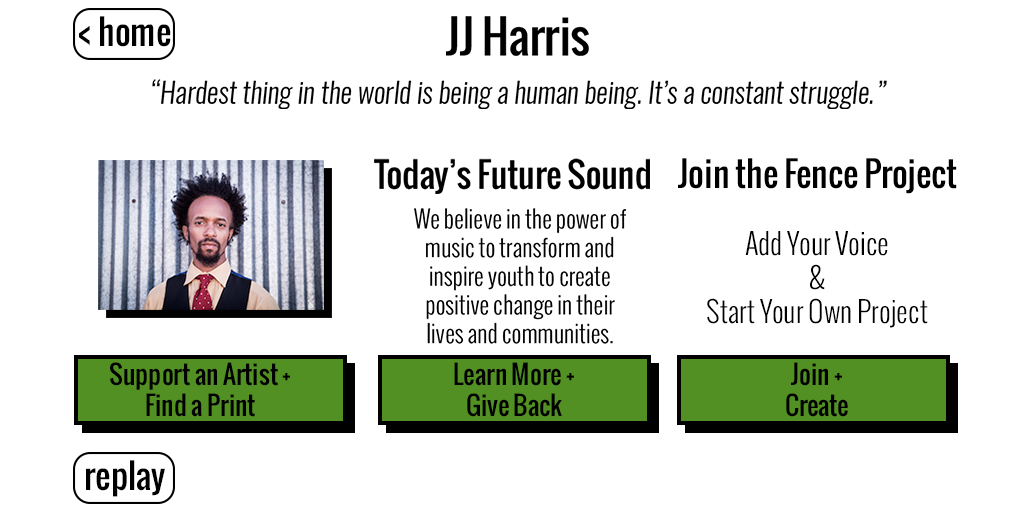 < home
JJ Harris
“Hardest thing in the world is being a human being. It’s a constant struggle.”
Today’s Future Sound
We believe in the power of
music to transform and
inspire youth to create
positive change in their
lives and communities.
Join the Fence Project
Add Your Voice
&
Start Your Own Project
Support an Artist +
Find a Print
Learn More +
Give Back
Join +
Create
replay